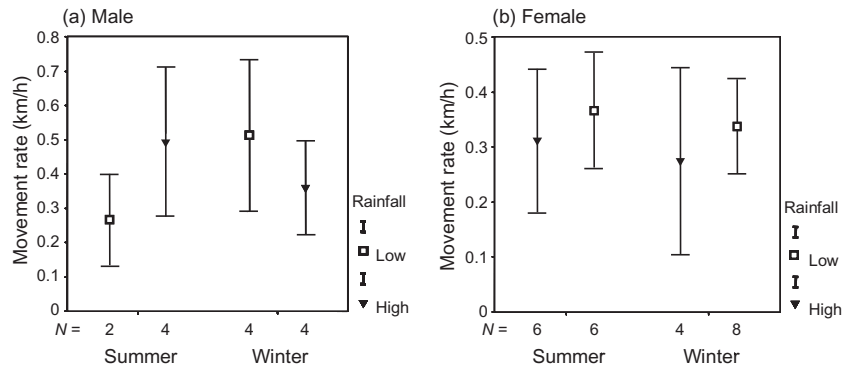 (a) Male
0.8
0.7
0.6
0.5
0.4
0.3
0.2
0.1
0
Movement rate (km/h)
Rainfall
Low
High
N = 2 4 4 4
Summer Winter
(b) Female
0.5
0.4
0.3
0.2
0.1
0
Movement rate (km/h)
Rainfall
Low
High
N = 6 6 4 8
Summer Winter